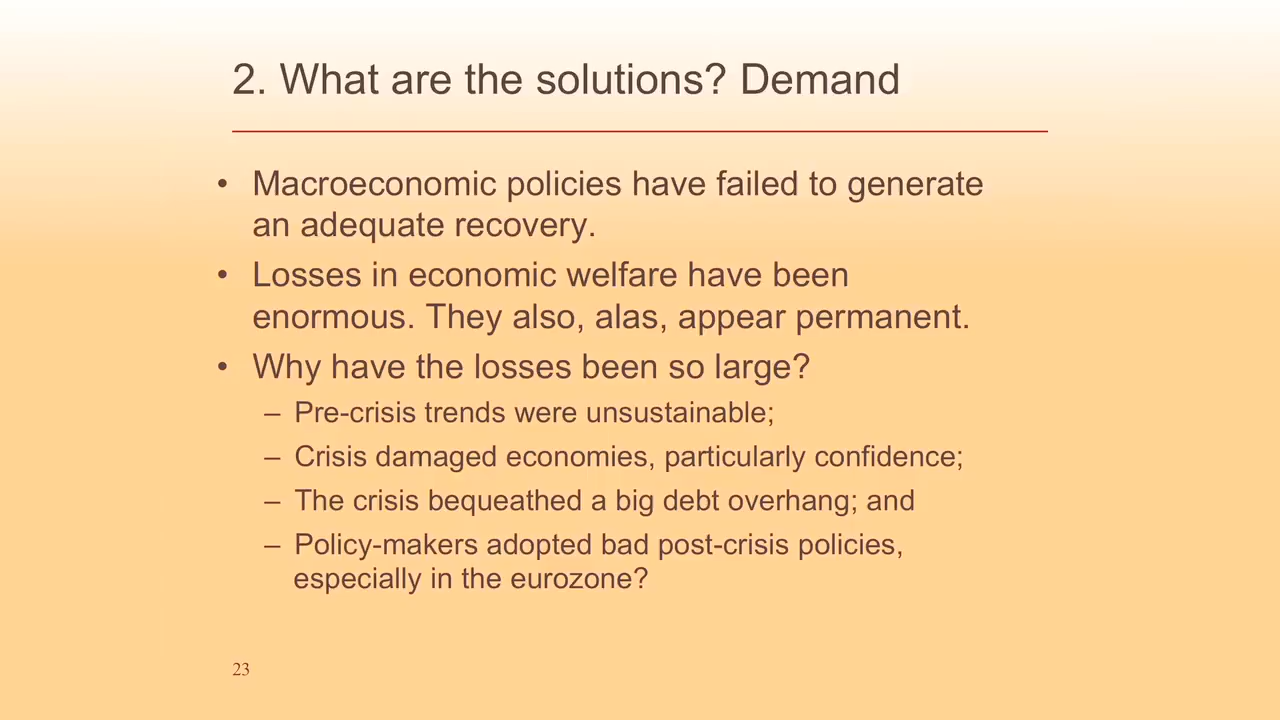 2. What are the solutions? Demand
• Macroeconomic policies have failed to generate
an adequate recovery.
• Losses in economic welfare have been
enormous. They also, alas, appear permanent.
• Why have the losses been so large?
– Pre-crisis trends were unsustainable;
– Crisis damaged economies, particularly confidence;
– The crisis bequeathed a big debt overhang; and
– Policy-makers adopted bad post-crisis policies,
especially in the eurozone?
23